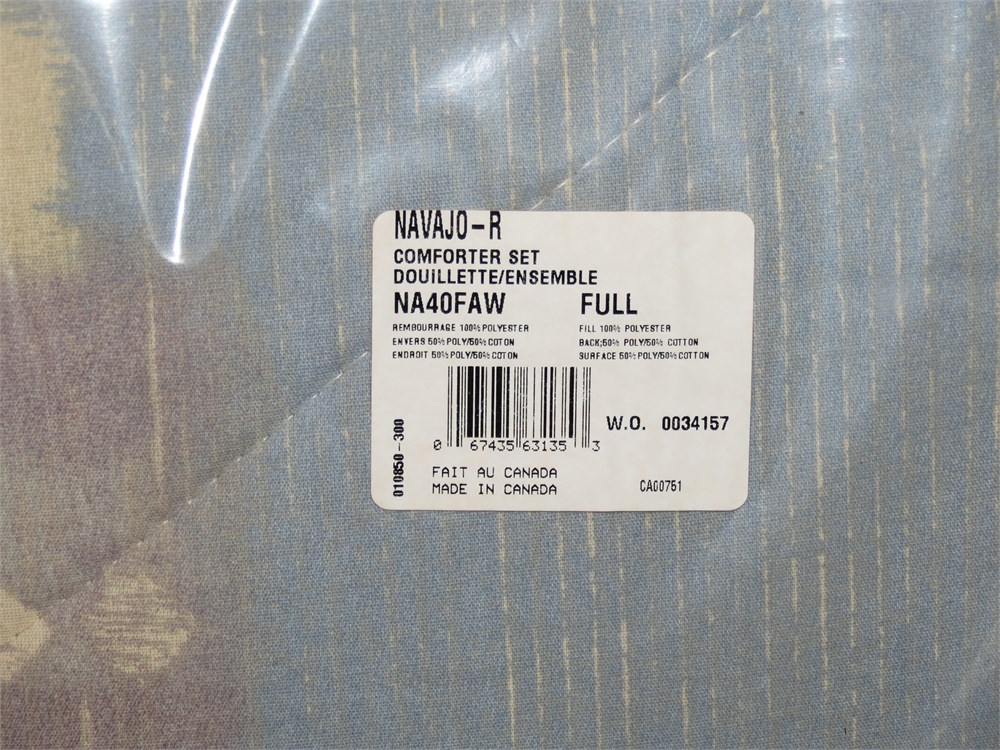 NAVAJO-R
COMFORTER SET
DOUILLETTE/ENSEMBLE
NA40FAW FULL
REMBOURRAGE 100% POLYESTER
ENVERS 50% POLY/50% COTON
ENDROIT 50% POLY/50% COTON
FILL 100% POLYESTER
BACK;50% POLY/50% COTTON
SURFACE 50% POLY/50% COTTON
010850-300
0 67435 63135 3
W.O. 0034157
FAIT AU CANADA
MADE IN CANADA
CA00751